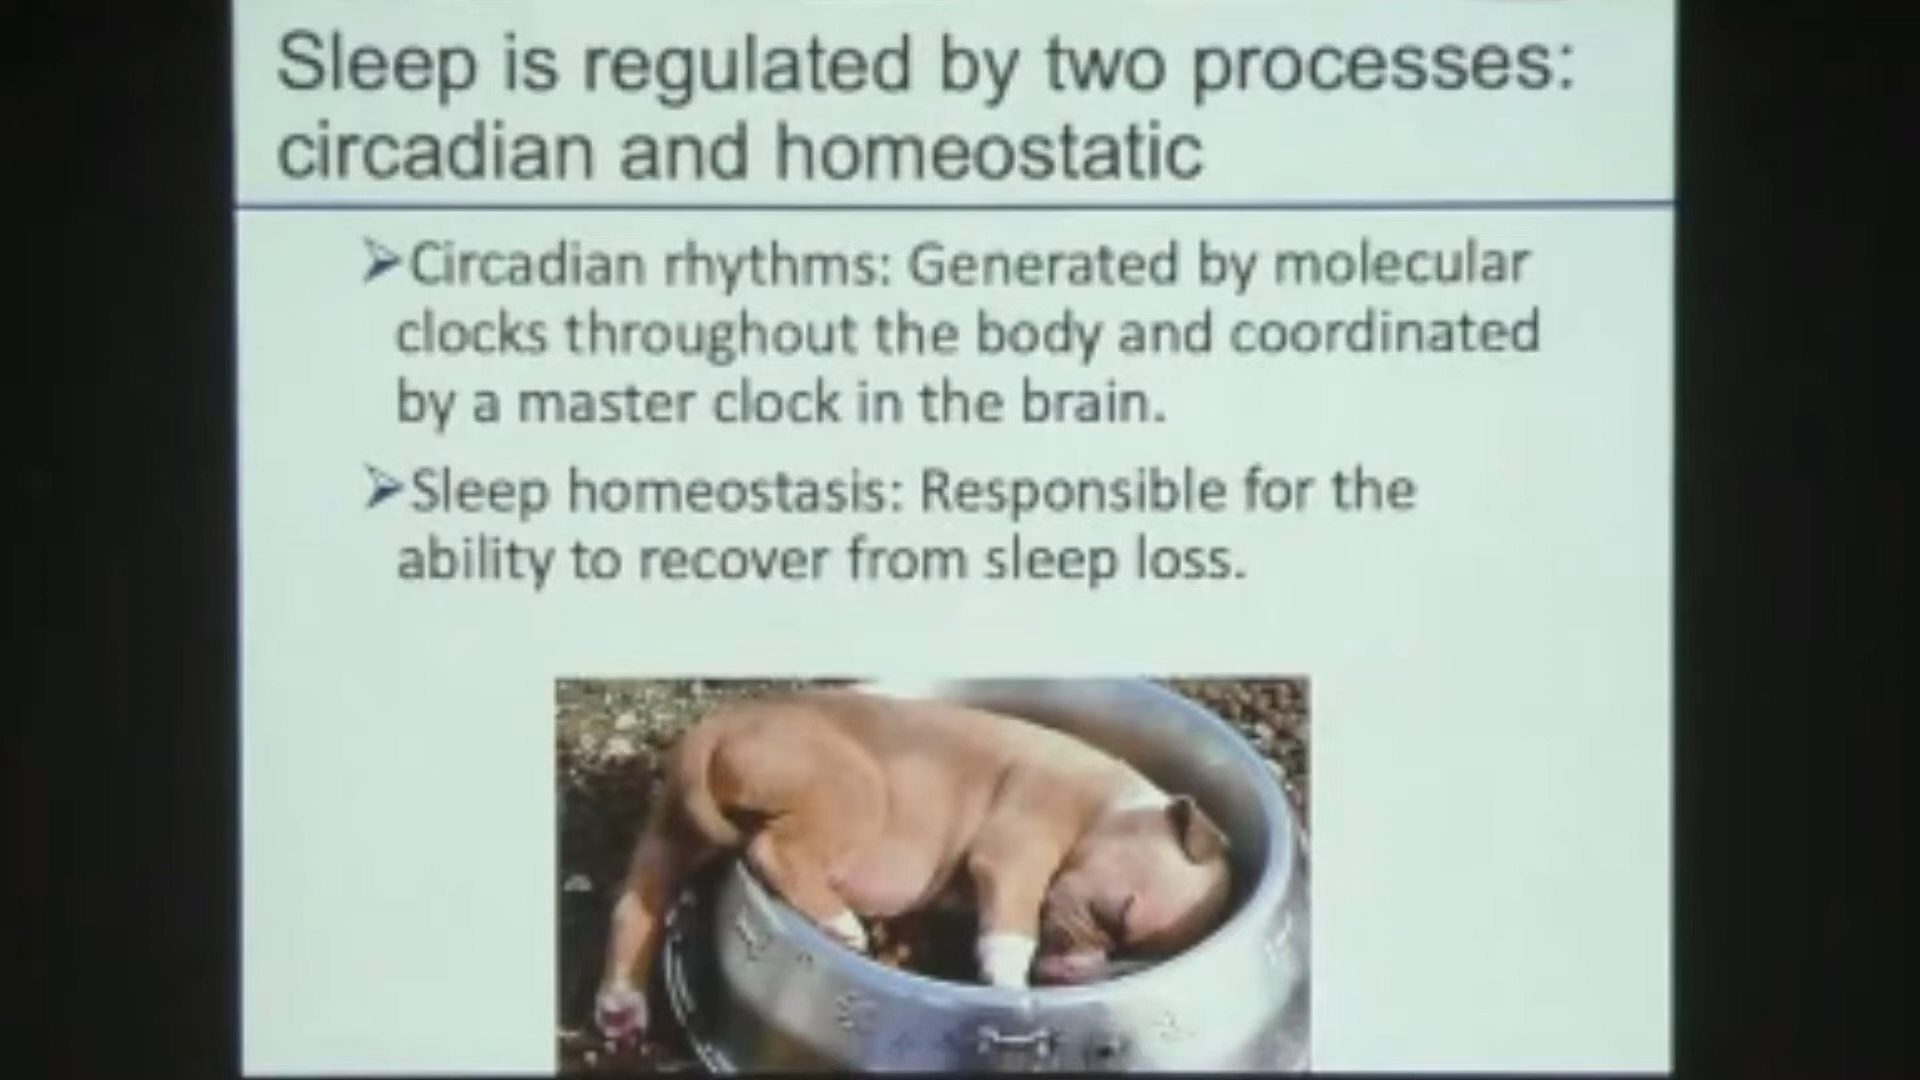 Sleep is regulated by two processes:
circadian and homeostatic
Circadian rhythms: Generated by molecular
clocks throughout the body and coordinated
by a master clock in the brain.
Sleep homeostasis: Responsible for the
ability to recover from sleep loss.